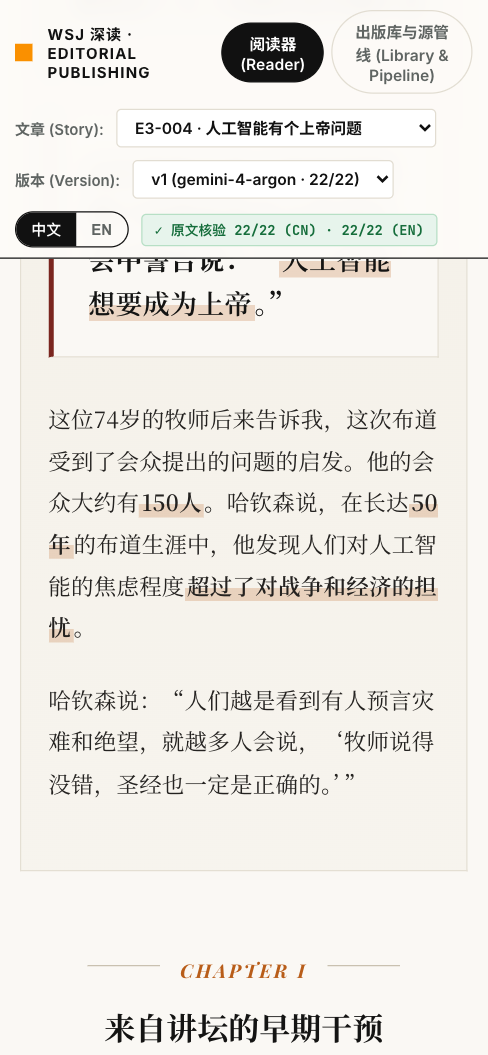 WSJ 深读 ·
EDITORIAL
PUBLISHING
阅读器
(Reader)
出版库与源管
线 (Library &
Pipeline)
文章 (Story):
E3-004 · 人工智能有个上帝问题
版本 (Version):
v1 (gemini-4-argon · 22/22)
中文
EN
✓ 原文核验 22/22 (CN) · 22/22 (EN)
会中警告说：“人工智能
想要成为上帝。”
这位74岁的牧师后来告诉我，这次布道
受到了会众提出的问题的启发。他的会
众大约有150人。哈钦森说，在长达50
年的布道生涯中，他发现人们对人工智
能的焦虑程度超过了对战争和经济的担
忧。
哈钦森说：“人们越是看到有人预言灾
难和绝望，就越多人会说，‘牧师说得
没错，圣经也一定是正确的。’”
CHAPTER I
来自讲坛的早期干预